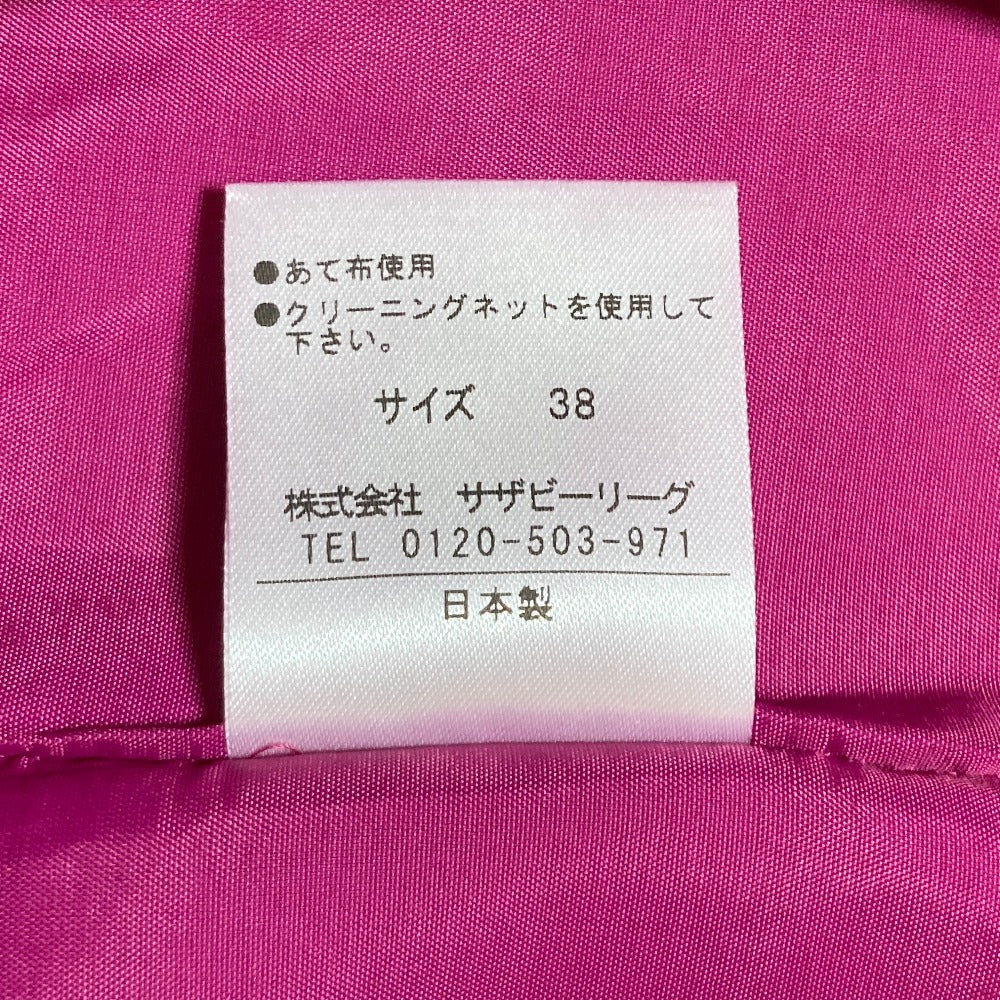 ●あて布使用
●クリーニングネットを使用して
下さい。
サイズ 38
株式会社 サザビーリーグ
TEL 0120-503-971
日本製